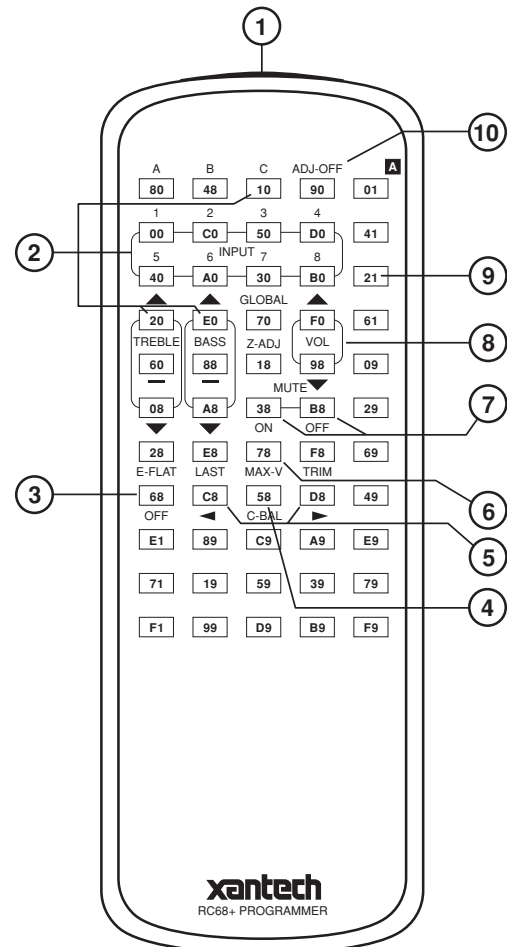 1
10
A B C ADJ-OFF A
80 48 10 90 01
1 2 3 4
00 C0 50 D0 41
2
INPUT
5 6 7 8
40 A0 30 B0 21
9
GLOBAL
20 E0 70 F0 61
TREBLE BASS Z-ADJ VOL
8
60 88 18 98 09
MUTE
08 A8 38 B8 29
7
ON OFF
28 E8 78 F8 69
E-FLAT LAST MAX-V TRIM
3
68 C8 58 D8 49
6
OFF C-BAL
E1 89 C9 A9 E9
5
71 19 59 39 79
4
F1 99 D9 B9 F9
xantech
RC68+ PROGRAMMER